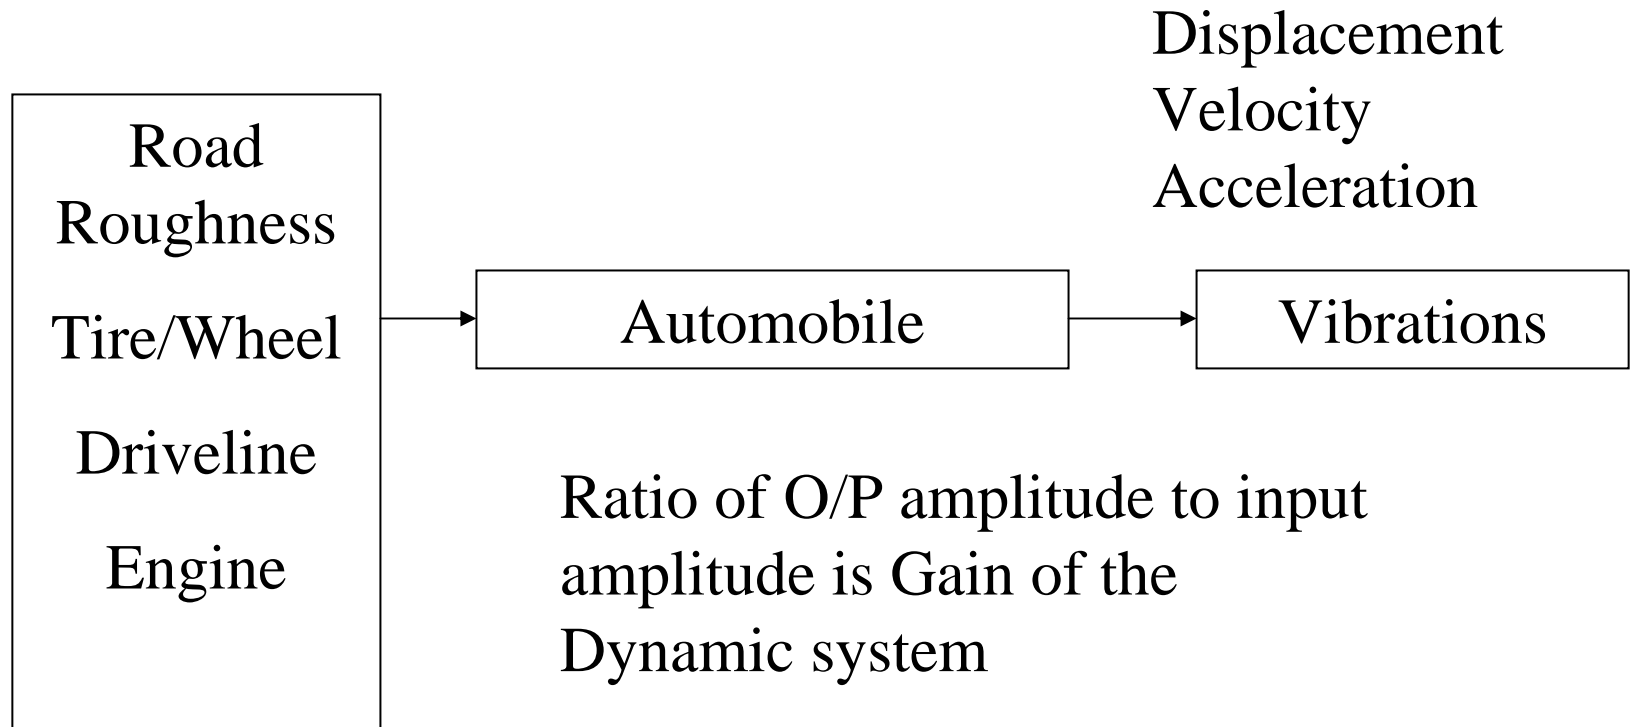 Displacement
Velocity
Acceleration
Road
Roughness
Tire/Wheel
Driveline
Engine
Automobile
Vibrations
Ratio of O/P amplitude to input
amplitude is Gain of the
Dynamic system